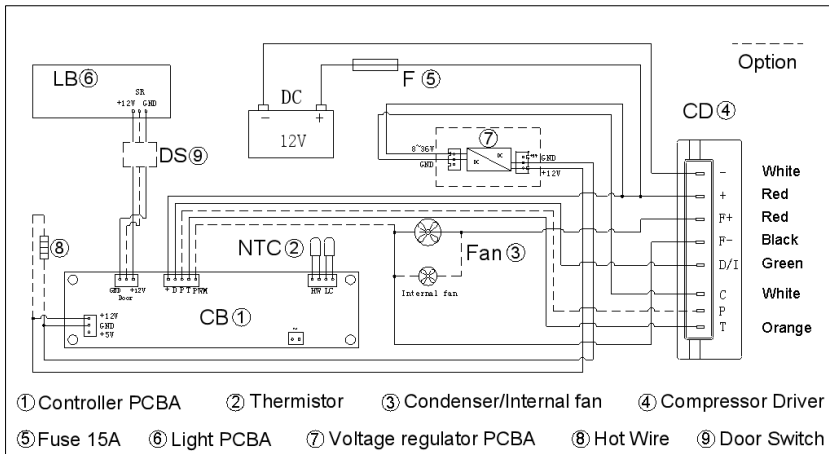 LB⑥
SR
+12V GND
DS⑨
DC
- +
12V
F⑤
Option
CD④
⑦
8~36V
GND
DC
DC
GND
+12V
- White
+ Red
F+ Red
F- Black
D/I Green
C White
P
T Orange
⑧
NTC②
Fan③
Internal fan
GND +12V
Door
+ D P T PWM
HW LC
CB①
+12V
GND
+5V
①Controller PCBA ②Thermistor ③Condenser/Internal fan ④Compressor Driver
⑤Fuse 15A ⑥Light PCBA ⑦Voltage regulator PCBA ⑧Hot Wire ⑨Door Switch